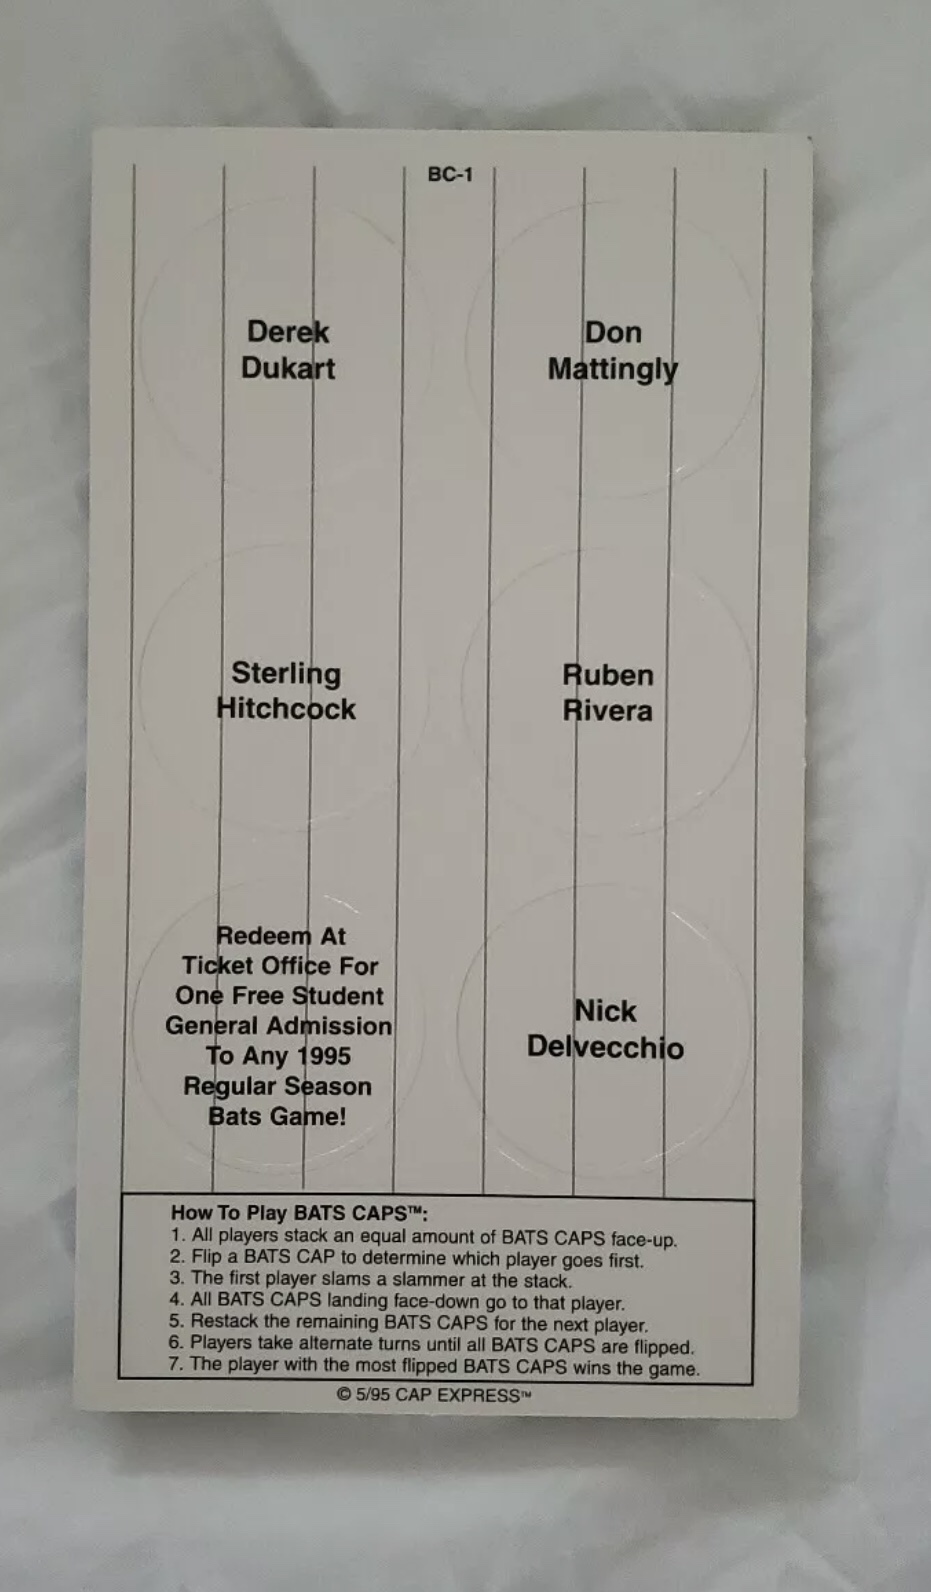 BC-1
Derek
Dukart
Don
Mattingly
Sterling
Hitchcock
Ruben
Rivera
Redeem At
Ticket Office For
One Free Student
General Admission
To Any 1995
Regular Season
Bats Game!
Nick
Delvecchio
How To Play BATS CAPS™:
1. All players stack an equal amount of BATS CAPS face-up.
2. Flip a BATS CAP to determine which player goes first.
3. The first player slams a slammer at the stack.
4. All BATS CAPS landing face-down go to that player.
5. Restack the remaining BATS CAPS for the next player.
6. Players take alternate turns until all BATS CAPS are flipped.
7. The player with the most flipped BATS CAPS wins the game.
© 5/95 CAP EXPRESS™